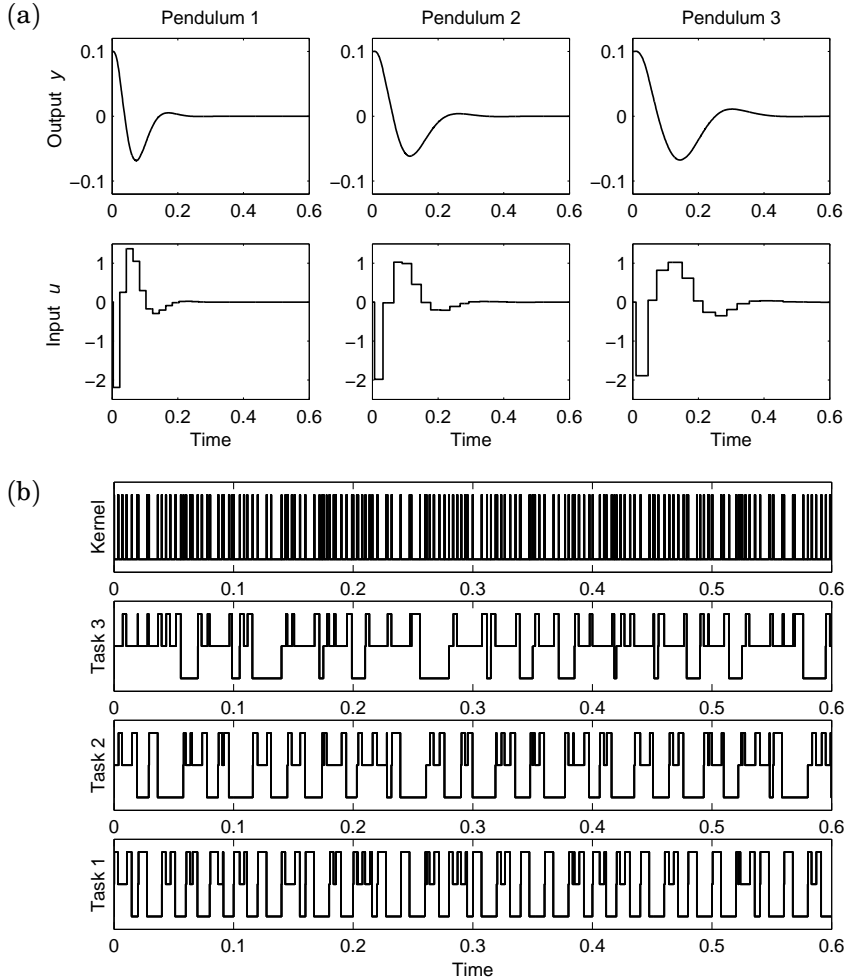 (a)
Pendulum 1 Pendulum 2 Pendulum 3
0.1 0.1 0.1
Output y
0 0 0
−0.1 −0.1 −0.1
0 0.2 0.4 0.6 0 0.2 0.4 0.6 0 0.2 0.4 0.6
1 1 1
Input u
0 0 0
−1 −1 −1
−2 −2 −2
0 0.2 0.4 0.6 0 0.2 0.4 0.6 0 0.2 0.4 0.6
Time Time Time
(b)
Kernel
0 0.1 0.2 0.3 0.4 0.5 0.6
Task 3
0 0.1 0.2 0.3 0.4 0.5 0.6
Task 2
0 0.1 0.2 0.3 0.4 0.5 0.6
Task 1
0 0.1 0.2 0.3 0.4 0.5 0.6
Time